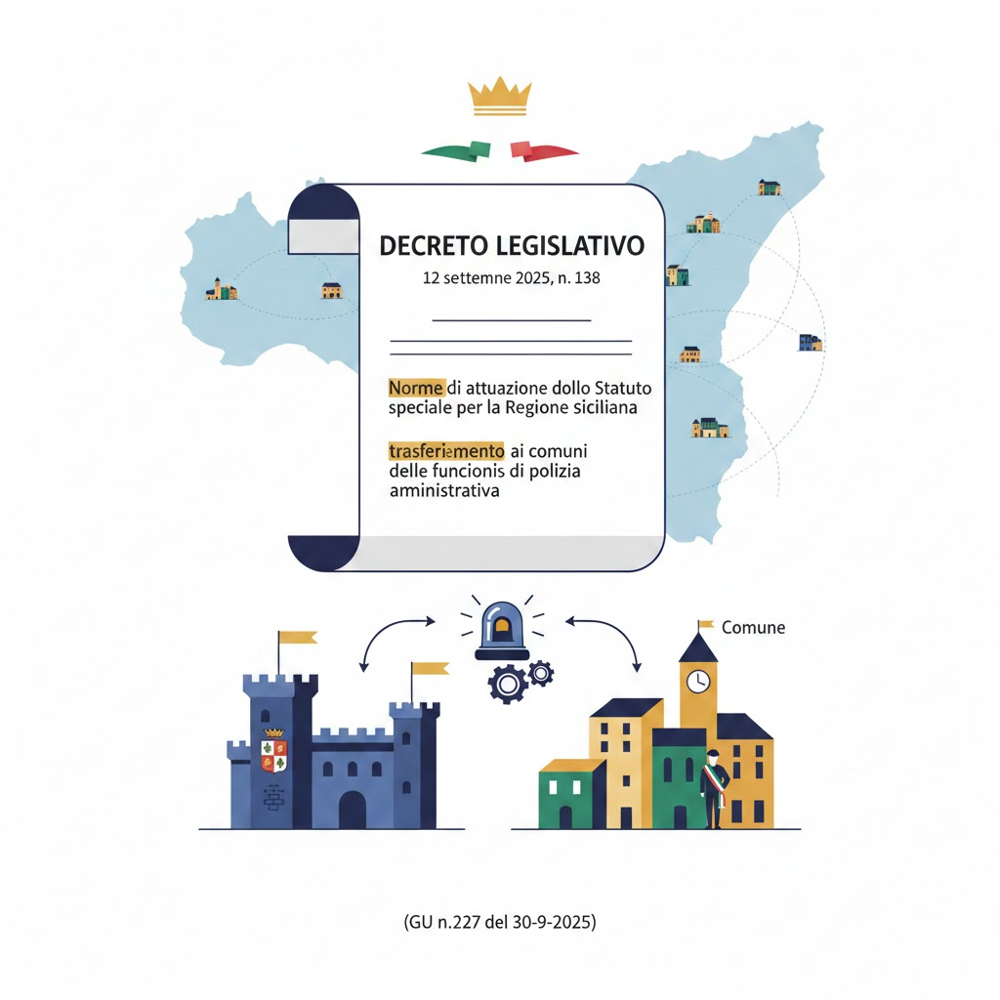 DECRETO LEGISLATIVO
12 settemne 2025, n. 138
Norme di attuazione dollo Statuto
speciale per la Regione siciliana
trasferiemento ai comuni
delle funcionis di polizia
aministrativa
Comune
(GU n.227 del 30-9-2025)